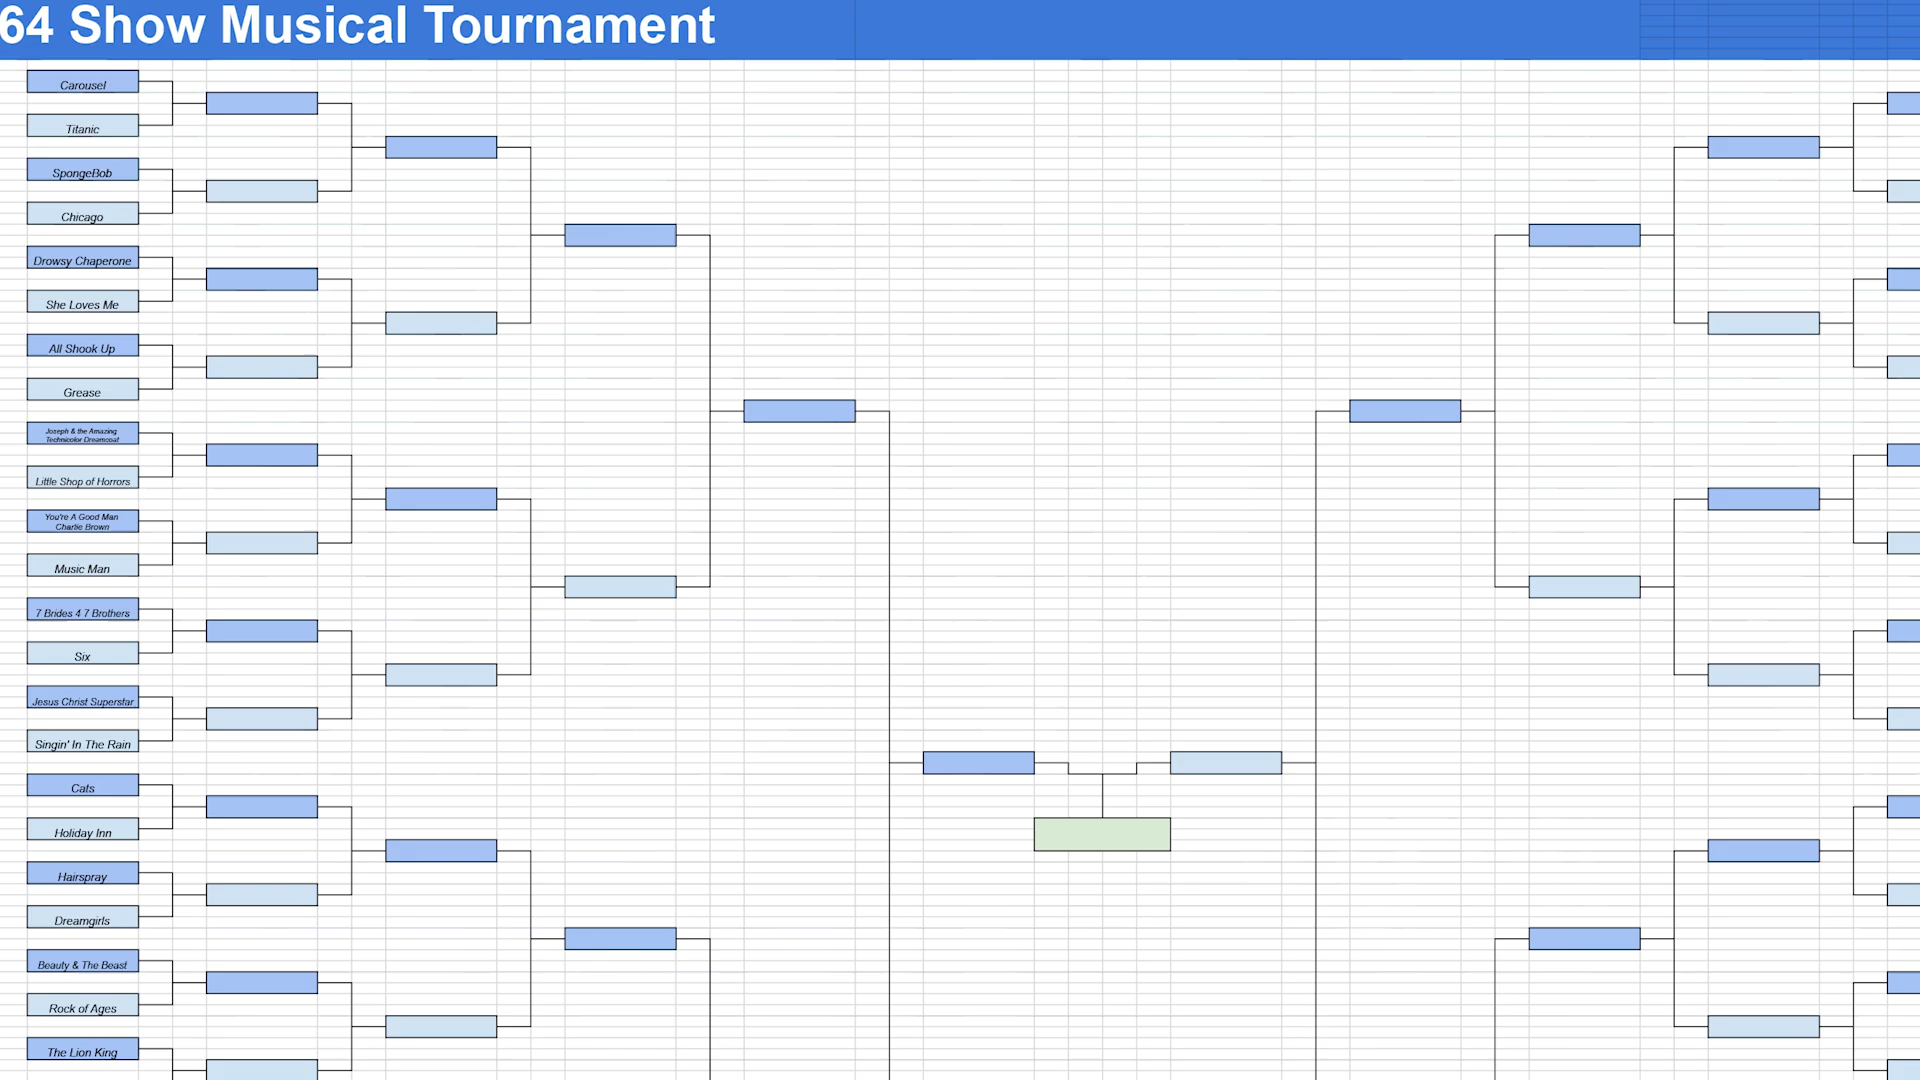 64 Show Musical Tournament
Carousel
Titanic
SpongeBob
Chicago
Drowsy Chaperone
She Loves Me
All Shook Up
Grease
Joseph & the Amazing
Technicolor Dreamcoat
Little Shop of Horrors
You're A Good Man
Charlie Brown
Music Man
7 Brides 4 7 Brothers
Six
Jesus Christ Superstar
Singin' In The Rain
Cats
Holiday Inn
Hairspray
Dreamgirls
Beauty & The Beast
Rock of Ages
The Lion King